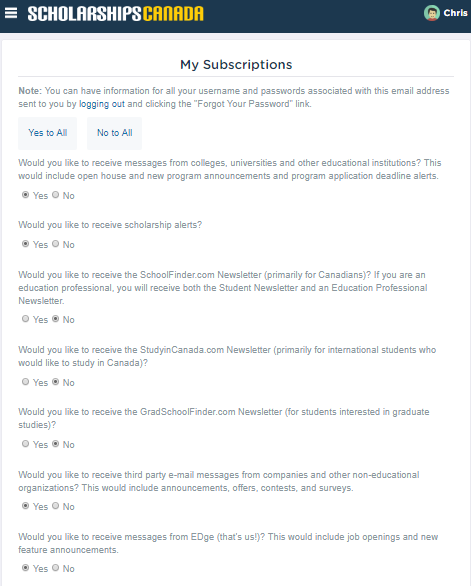 SCHOLARSHIPSCANADA
Chris
My Subscriptions
Note: You can have information for all your username and passwords associated with this email address
sent to you by logging out and clicking the "Forgot Your Password" link.
Yes to All No to All
Would you like to receive messages from colleges, universities and other educational institutions? This
would include open house and new program announcements and program application deadline alerts.
Yes No
Would you like to receive scholarship alerts?
Yes No
Would you like to receive the SchoolFinder.com Newsletter (primarily for Canadians)? If you are an
education professional, you will receive both the Student Newsletter and an Education Professional
Newsletter.
Yes No
Would you like to receive the StudyinCanada.com Newsletter (primarily for international students who
would like to study in Canada)?
Yes No
Would you like to receive the GradSchoolFinder.com Newsletter (for students interested in graduate
studies)?
Yes No
Would you like to receive third party e-mail messages from companies and other non-educational
organizations? This would include announcements, offers, contests, and surveys.
Yes No
Would you like to receive messages from EDge (that's us!)? This would include job openings and new
feature announcements.
Yes No